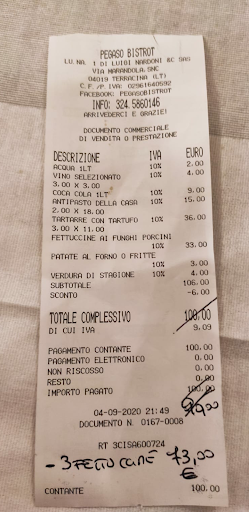 PEGASO BISTROT
LU.NA. 1 DI LUIGI NARDONI &C SAS
VIA MARANDOLA SNC
04019 TERRACINA (LT)
C.F./P.IVA: 02961640592
FACEBOOK: PEGASOBISTROT
INFO: 324 5860146
ARRIVEDERCI E GRAZIE!
DOCUMENTO COMMERCIALE
DI VENDITA O PRESTAZIONE
DESCRIZIONE IVA EURO
ACQUA 1LT 10% 2.00
VINO SELEZIONATO 10% 4.00
3.00 X 3.00
COCA COLA 1LT 10% 9.00
ANTIPASTO DELLA CASA 10% 15.00
2.00 X 18.00
TARTARRE CON TARTUFO 10% 36.00
3.00 X 11.00
FETTUCCINE AI FUNGHI PORCINI
10% 33.00
PATATE AL FORNO O FRITTE
10% 3.00
VERDURA DI STAGIONE 10% 4.00
SUBTOTALE 106.00
SCONTO -6.00
TOTALE COMPLESSIVO 100.00
DI CUI IVA 9.09
PAGAMENTO CONTANTE 100.00
PAGAMENTO ELETTRONICO 0.00
NON RISCOSSO 0.00
RESTO 0.00
IMPORTO PAGATO 100.00
04-09-2020 21:49
DOCUMENTO N. 0167-0008
RT 3CISA600724
73,00
€
CONTANTE 100.00